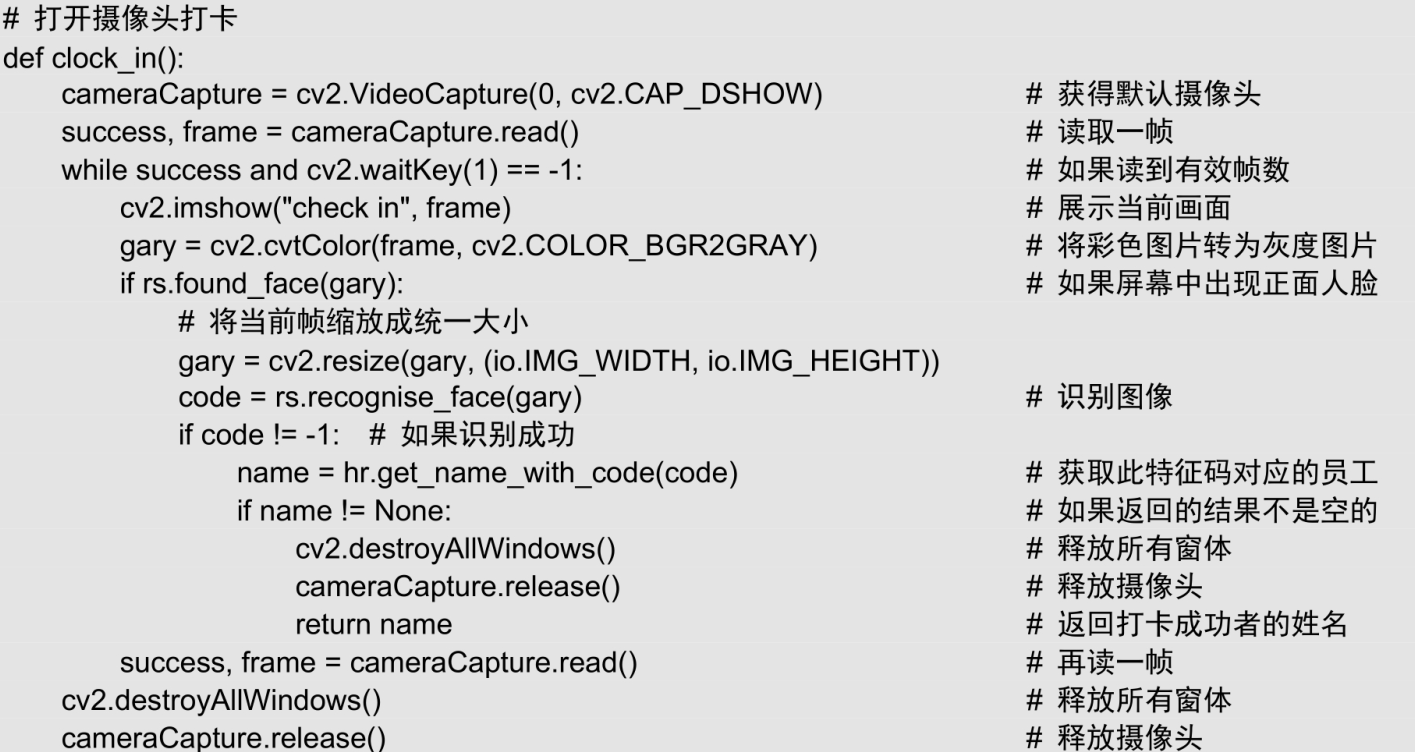 # 打开摄像头打卡
def clock_in():
    cameraCapture = cv2.VideoCapture(0, cv2.CAP_DSHOW)    # 获得默认摄像头
    success, frame = cameraCapture.read()    # 读取一帧
    while success and cv2.waitKey(1) == -1:    # 如果读到有效帧数
        cv2.imshow("check in", frame)    # 展示当前画面
        gary = cv2.cvtColor(frame, cv2.COLOR_BGR2GRAY)    # 将彩色图片转为灰度图片
        if rs.found_face(gary):    # 如果屏幕中出现正面人脸
            # 将当前帧缩放成统一大小
            gary = cv2.resize(gary, (io.IMG_WIDTH, io.IMG_HEIGHT))
            code = rs.recognise_face(gary)    # 识别图像
            if code != -1:    # 如果识别成功
                name = hr.get_name_with_code(code)    # 获取此特征码对应的员工
                if name != None:    # 如果返回的结果不是空的
                    cv2.destroyAllWindows()    # 释放所有窗体
                    cameraCapture.release()    # 释放摄像头
                    return name    # 返回打卡成功者的姓名
        success, frame = cameraCapture.read()    # 再读一帧
    cv2.destroyAllWindows()    # 释放所有窗体
    cameraCapture.release()    # 释放摄像头